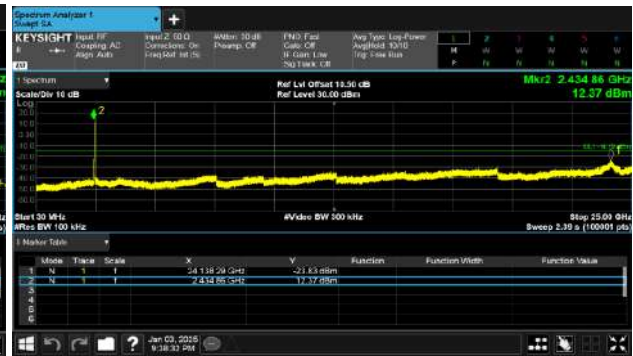 Spectrum Analyzer 1
Swept SA
+
KEYSIGHT
Input: RF
Coupling: AC
Align: Auto
Input Z: 50 Ω
Corrections: On
Freq Ref: Int (S)
#Atten: 30 dB
Preamp: Off
PNO: Fast
Gate: Off
IF Gain: Low
Sig Track: Off
Avg Type: Log-Power
Avg|Hold: 10/10
Trig: Free Run
1 Spectrum
Scale/Div 10 dB
Ref Lvl Offset 18.50 dB
Ref Level 30.00 dBm
Mkr2 2.434 86 GHz
12.37 dBm
Log
2
1
Start 30 MHz
#Res BW 100 kHz
#Video BW 300 kHz
Stop 25.00 GHz
Sweep 2.39 s (100001 pts)
Marker Table
Mode Trace Scale X Y Function Function Width Function Value
1 N 1 f 24.138 29 GHz -23.83 dBm
2 N 1 f 2.434 86 GHz 12.37 dBm
3
4
5
6
?
Jan 03, 2025